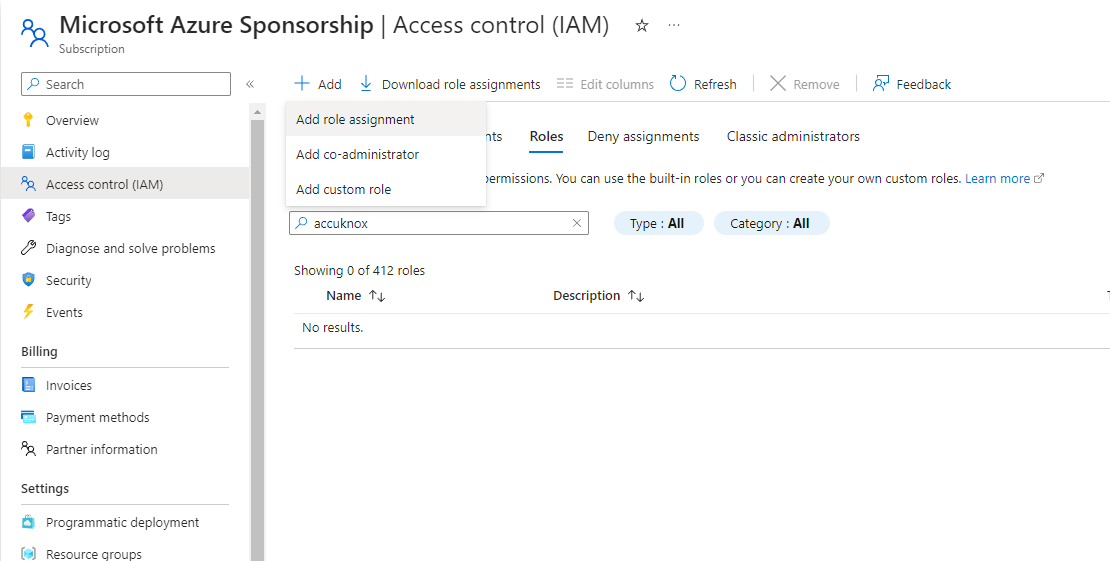 Microsoft Azure Sponsorship | Access control (IAM) ☆ ···
Subscription
Search «
Overview
Activity log
Access control (IAM)
Tags
Diagnose and solve problems
Security
Events
Billing
Invoices
Payment methods
Partner information
Settings
Programmatic deployment
Resource groups
+ Add Download role assignments Edit columns Refresh Remove Feedback
Add role assignment
Add co-administrator
Add custom role
nts Roles Deny assignments Classic administrators
permissions. You can use the built-in roles or you can create your own custom roles. Learn more
accuknox Type : All Category : All
Showing 0 of 412 roles
Name ↑↓ Description ↑↓
No results.